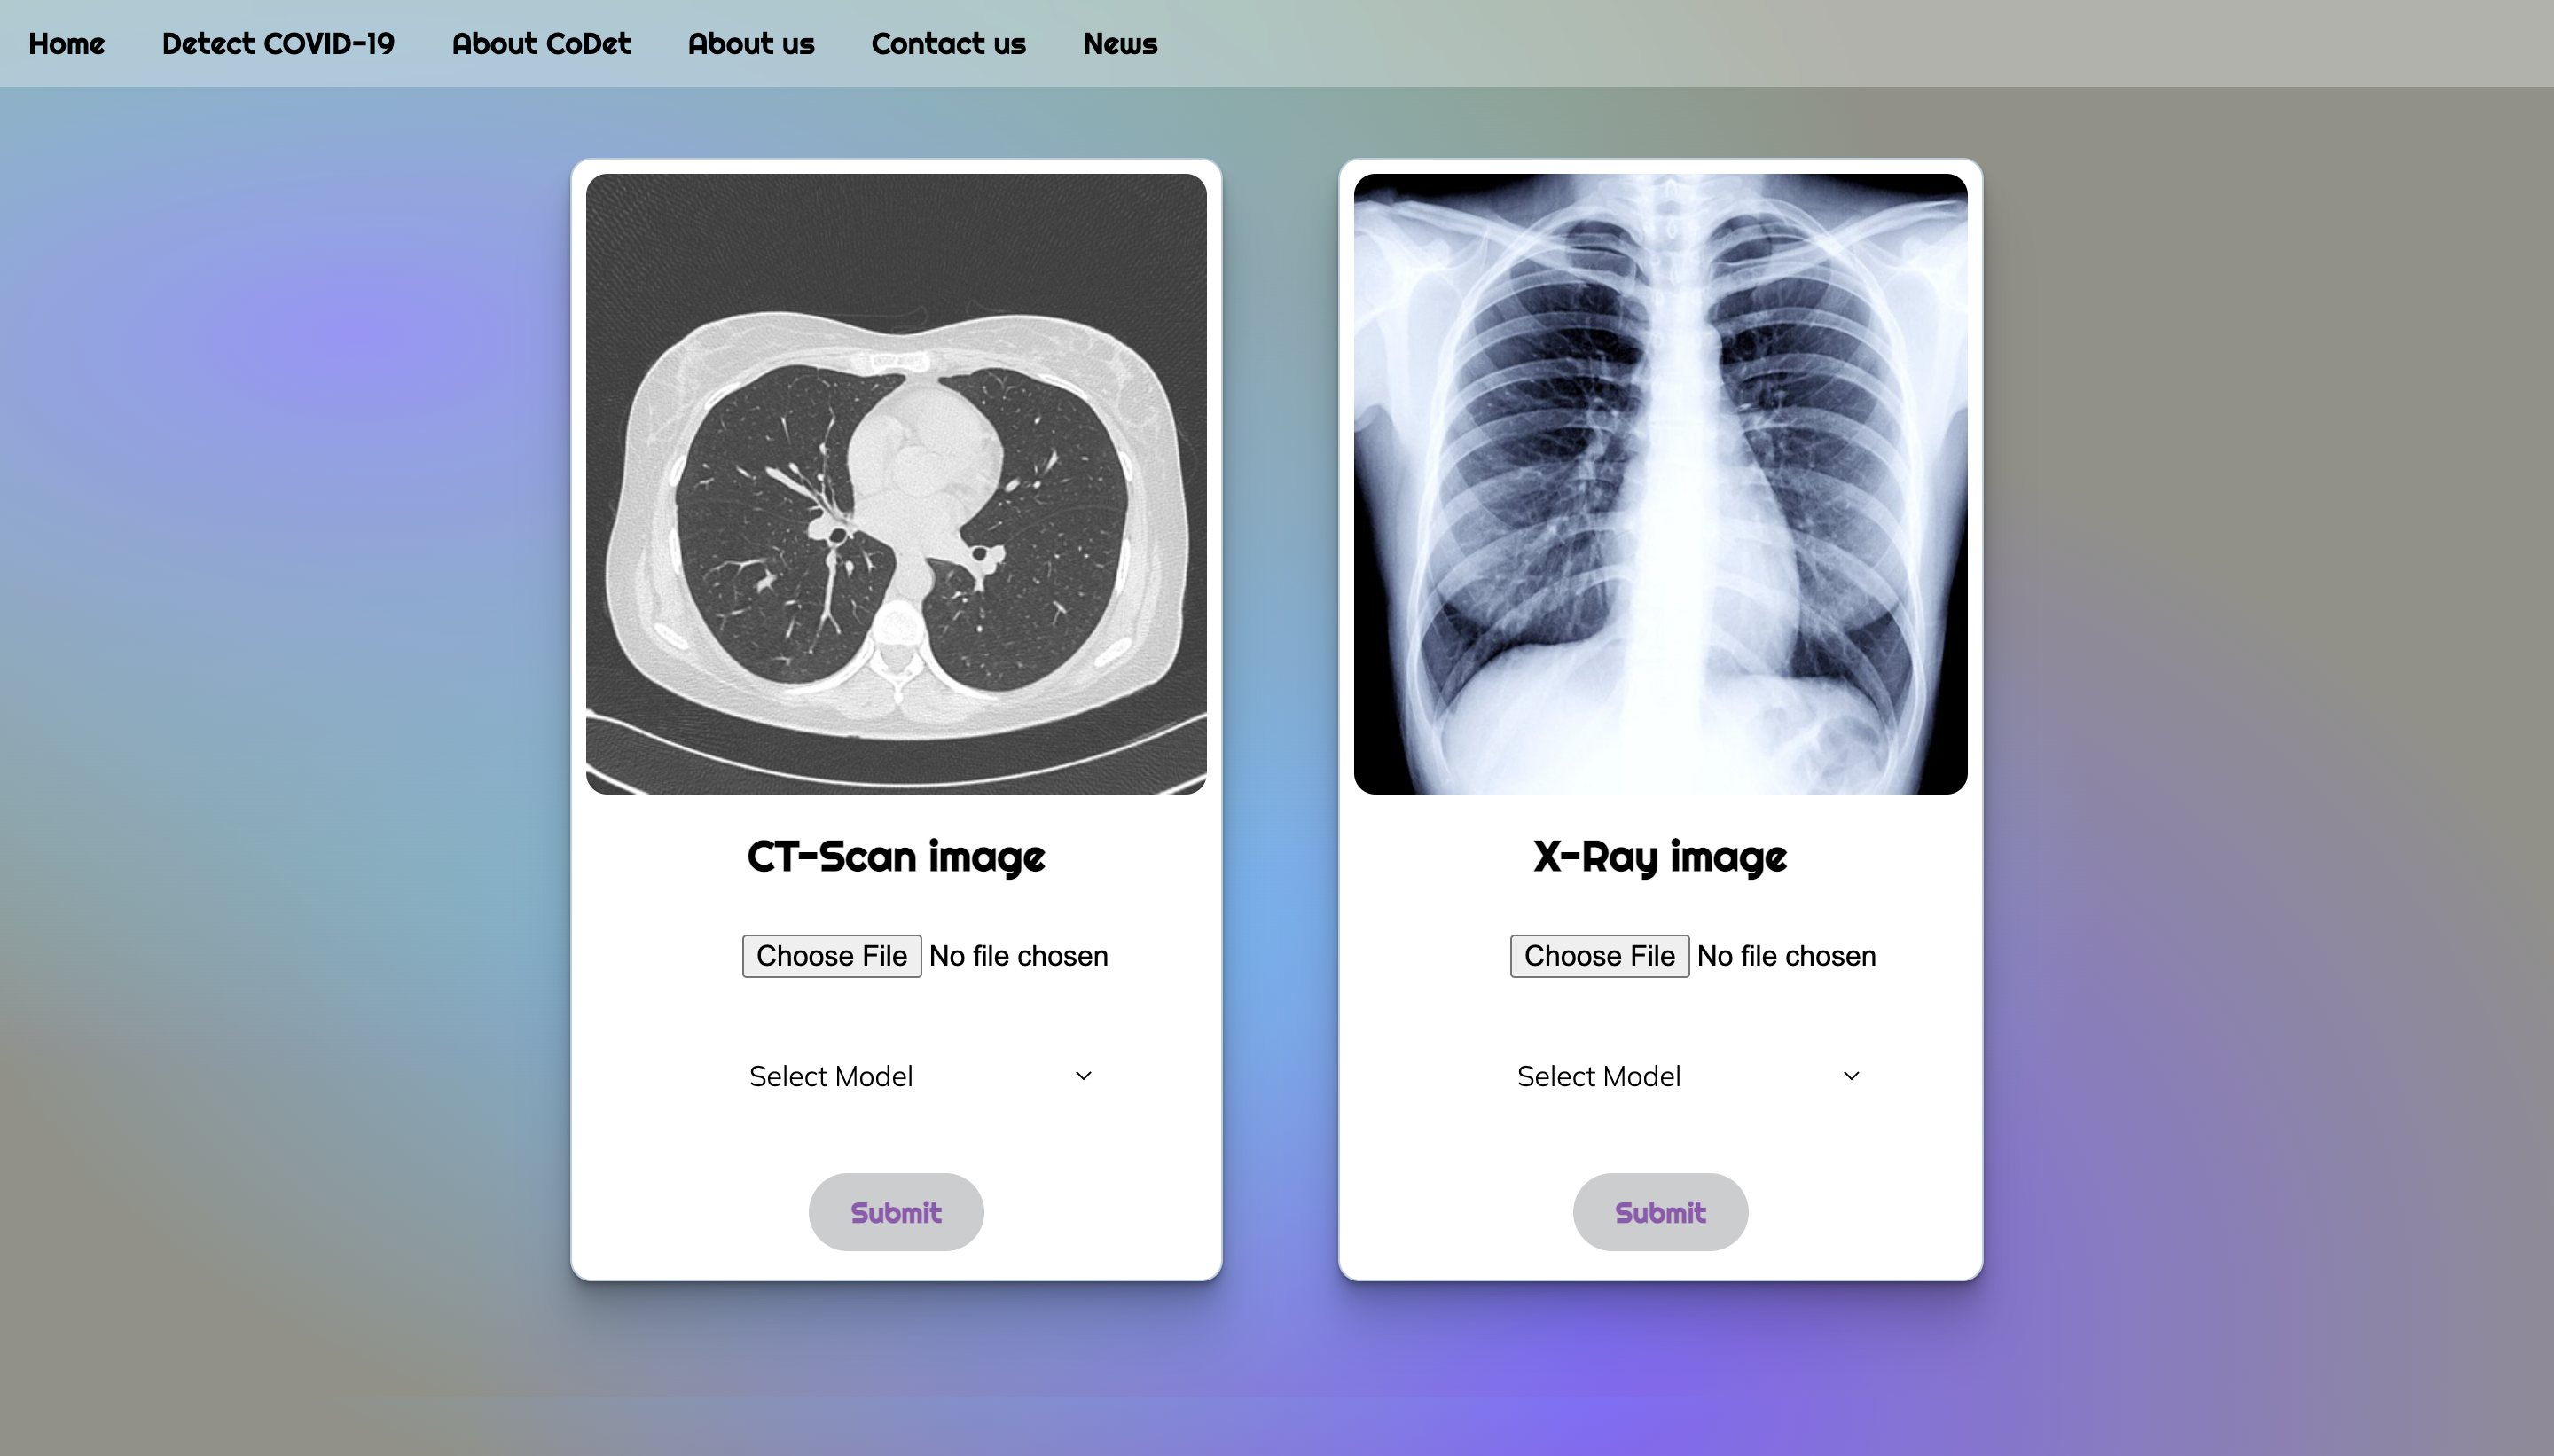 Home Detect COVID-19 About CoDet About us Contact us News
CT-Scan image
Choose File No file chosen
Select Model
Submit
X-Ray image
Choose File No file chosen
Select Model
Submit